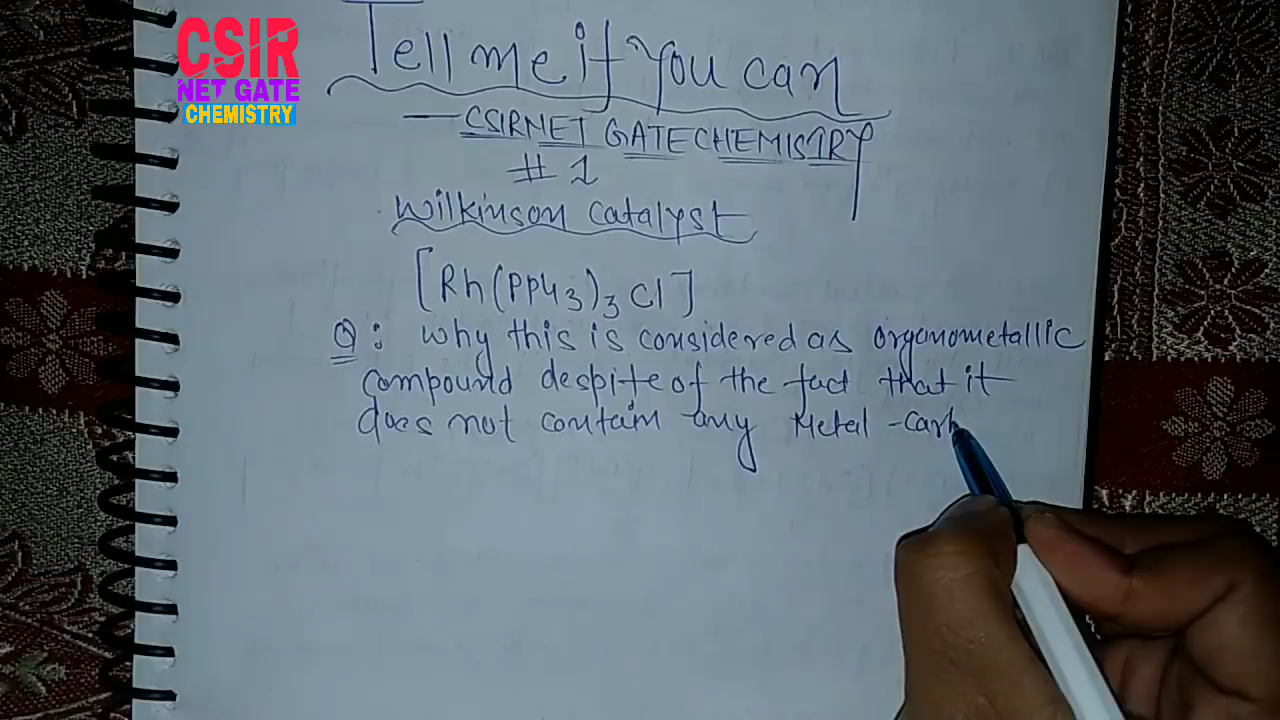 CSIR
NET GATE
CHEMISTRY
Tell me if You can
— CSIRNET GATECHEMISTRY
# 1
Wilkinson Catalyst
[Rh(PPh3)3Cl]
Q: why this is considered as organometallic
compound despite of the fact that it
does not contain any Metal-Carb